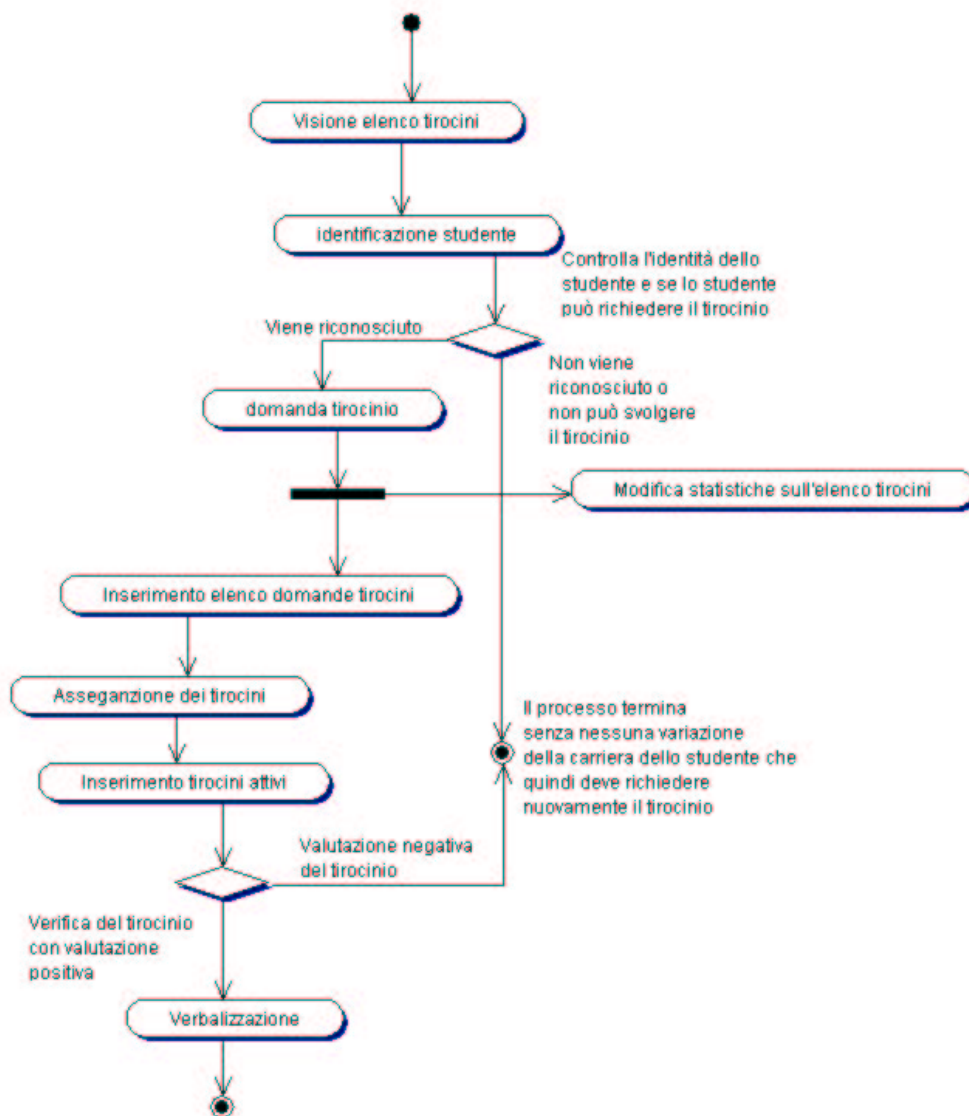 Visione elenco tirocini
identificazione studente
Controlla l'identità dello
studente e se lo studente
può richiedere il tirocinio
Viene riconosciuto
Non viene
riconosciuto o
non può svolgere
il tirocinio
domanda tirocinio
Modifica statistiche sull'elenco tirocini
Inserimento elenco domande tirocini
Asseganzione dei tirocini
Il processo termina
senza nessuna variazione
della carriera dello studente che
quindi deve richiedere
nuovamente il tirocinio
Inserimento tirocini attivi
Valutazione negativa
del tirocinio
Verifica del tirocinio
con valutazione
positiva
Verbalizzazione